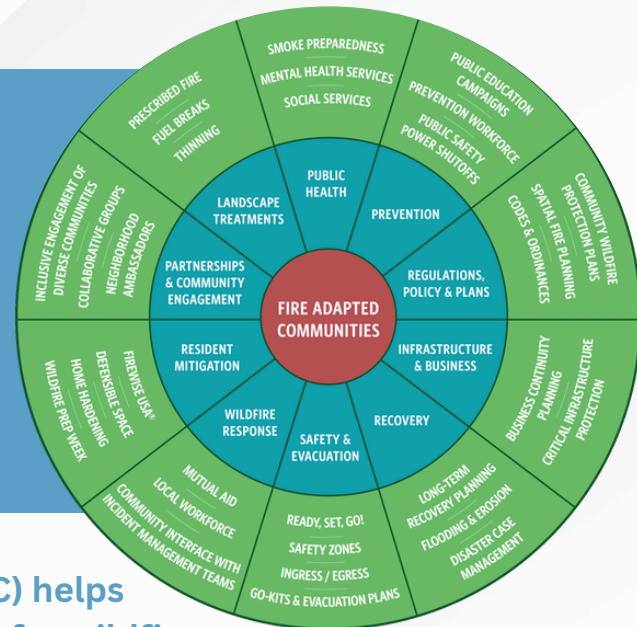 FIRE ADAPTED
COMMUNITIES
PUBLIC
HEALTH
SMOKE PREPAREDNESS
MENTAL HEALTH SERVICES
SOCIAL SERVICES
PREVENTION
PUBLIC EDUCATION
CAMPAIGNS
PREVENTION WORKFORCE
PUBLIC SAFETY
POWER SHUTOFFS
REGULATIONS,
POLICY & PLANS
COMMUNITY WILDFIRE
PROTECTION PLANS
SPATIAL FIRE PLANNING
CODES & ORDINANCES
INFRASTRUCTURE
& BUSINESS
BUSINESS CONTINUITY
PLANNING
CRITICAL INFRASTRUCTURE
PROTECTION
RECOVERY
LONG-TERM
RECOVERY PLANNING
FLOODING & EROSION
DISASTER CASE
MANAGEMENT
SAFETY &
EVACUATION
READY, SET, GO!
SAFETY ZONES
INGRESS / EGRESS
GO-KITS & EVACUATION PLANS
WILDFIRE
RESPONSE
MUTUAL AID
LOCAL WORKFORCE
COMMUNITY INTERFACE WITH
INCIDENT MANAGEMENT TEAMS
RESIDENT
MITIGATION
FIREWISE USA®
DEFENSIBLE SPACE
HOME HARDENING
WILDFIRE PREP WEEK
PARTNERSHIPS
& COMMUNITY
ENGAGEMENT
INCLUSIVE ENGAGEMENT OF
DIVERSE COMMUNITIES
COLLABORATIVE GROUPS
NEIGHBORHOOD
AMBASSADORS
LANDSCAPE
TREATMENTS
PRESCRIBED FIRE
FUEL BREAKS
THINNING
C) helps